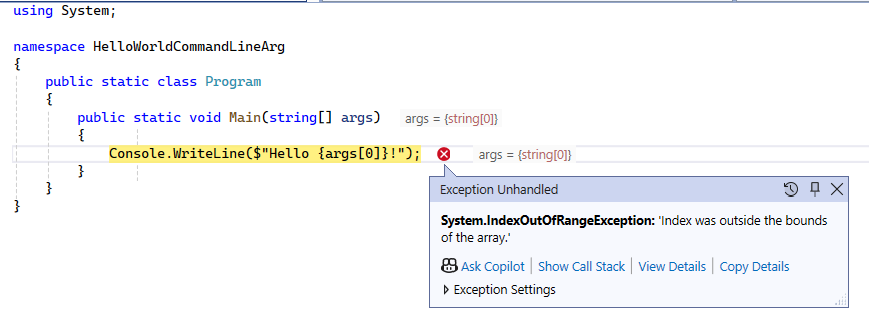 using System;
namespace HelloWorldCommandLineArg
{
public static class Program
{
public static void Main(string[] args) args = {string[0]}
{
Console.WriteLine($"Hello {args[0]}!"); args = {string[0]}
}
}
}
Exception Unhandled
System.IndexOutOfRangeException: 'Index was outside the bounds
of the array.'
Ask Copilot | Show Call Stack | View Details | Copy Details
Exception Settings